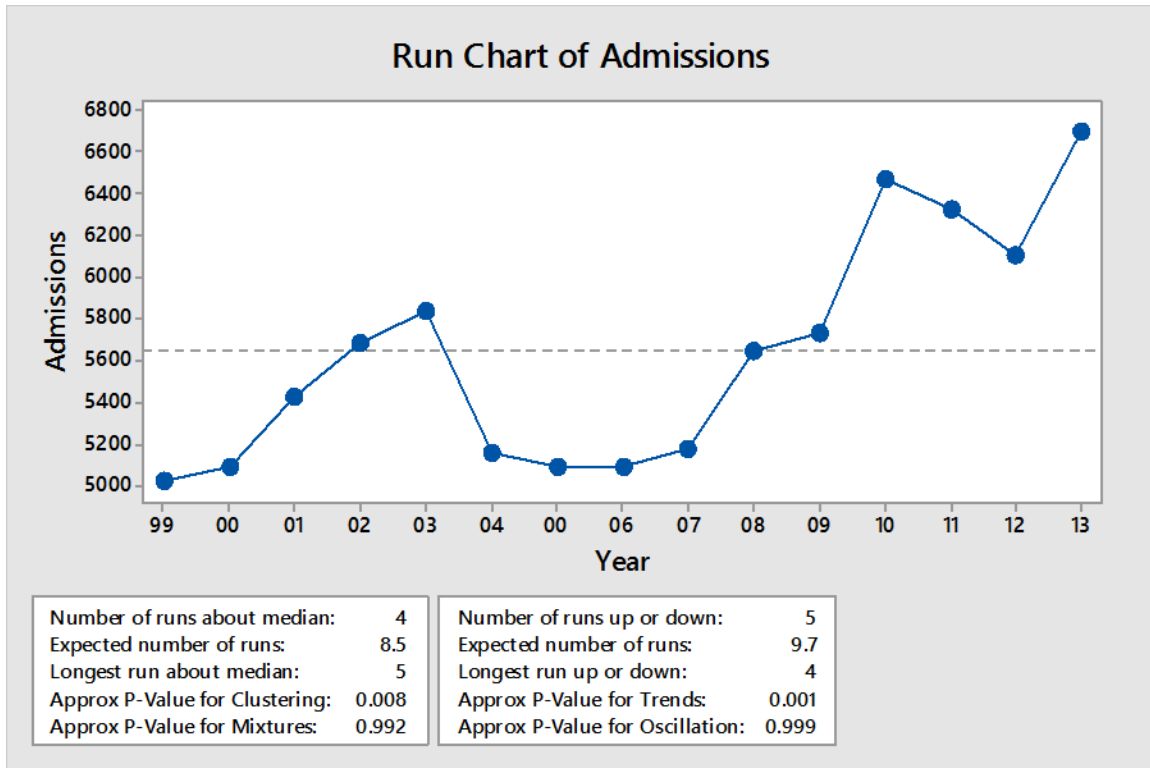 Run Chart of Admissions
6800
6600
6400
6200
6000
5800
5600
5400
5200
5000
Admissions
99 00 01 02 03 04 00 06 07 08 09 10 11 12 13
Year
Number of runs about median: 4
Expected number of runs: 8.5
Longest run about median: 5
Approx P-Value for Clustering: 0.008
Approx P-Value for Mixtures: 0.992
Number of runs up or down: 5
Expected number of runs: 9.7
Longest run up or down: 4
Approx P-Value for Trends: 0.001
Approx P-Value for Oscillation: 0.999